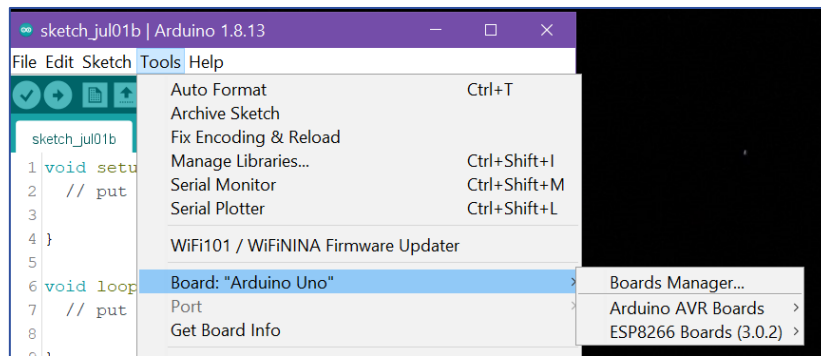 sketch_jul01b | Arduino 1.8.13
File Edit Sketch Tools Help
Auto Format Ctrl+T
Archive Sketch
sketch_jul01b
Fix Encoding & Reload
1 void setu
Manage Libraries... Ctrl+Shift+I
2 // put
Serial Monitor Ctrl+Shift+M
3
Serial Plotter Ctrl+Shift+L
4 }
WiFi101 / WiFiNINA Firmware Updater
5
6 void loop
Board: "Arduino Uno"
Boards Manager...
7 // put
Port
Arduino AVR Boards
8
Get Board Info
ESP8266 Boards (3.0.2)